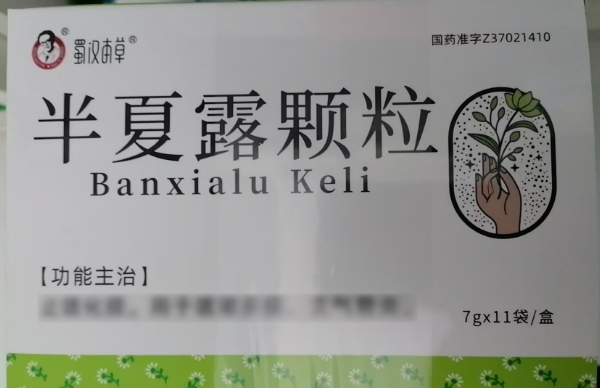 蜀汉本草®
国药准字Z37021410
半夏露颗粒
Banxialu Keli
【功能主治】
7gx11袋/盒